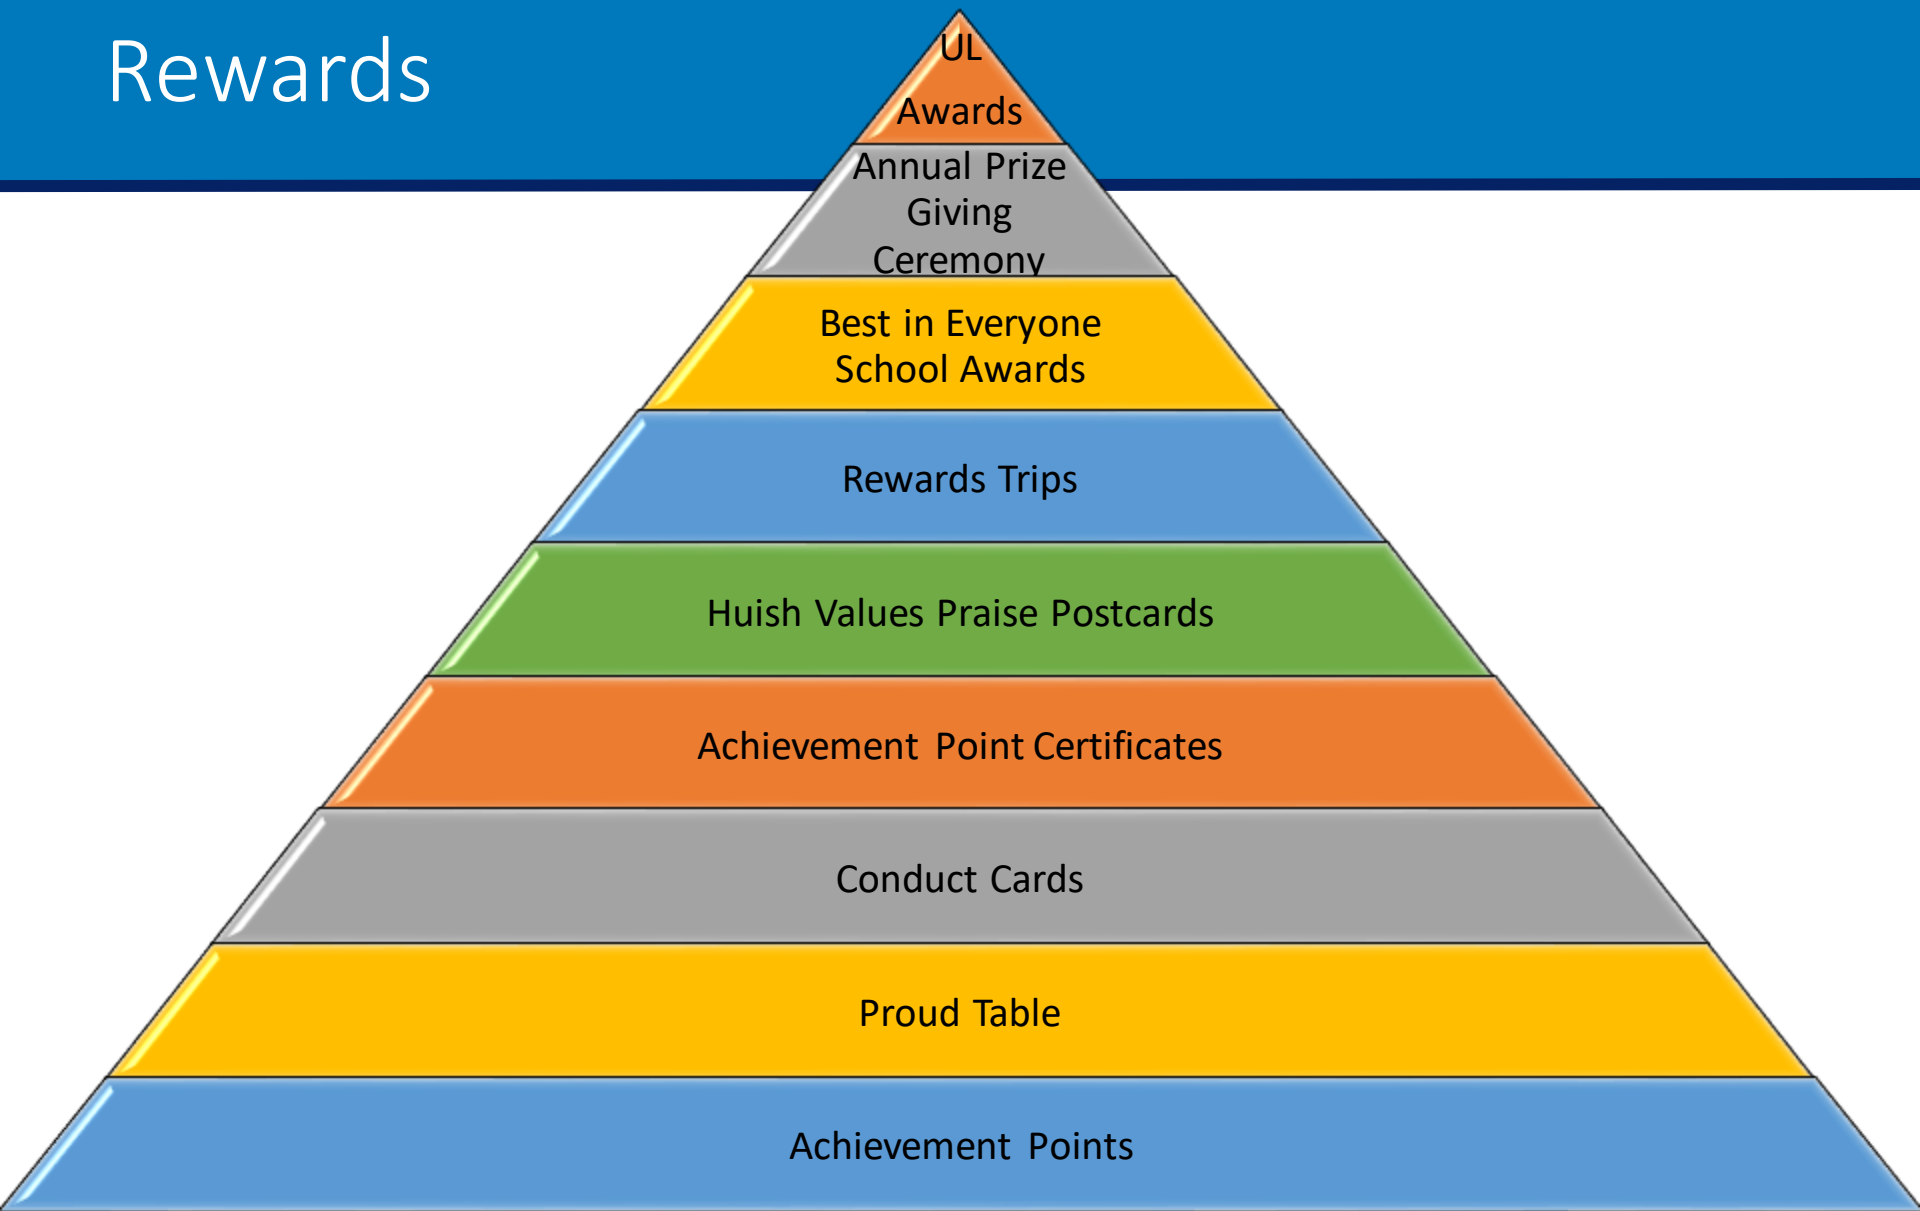 Rewards
UL
Awards
Annual Prize
Giving
Ceremony
Best in Everyone
School Awards
Rewards Trips
Huish Values Praise Postcards
Achievement Point Certificates
Conduct Cards
Proud Table
Achievement Points